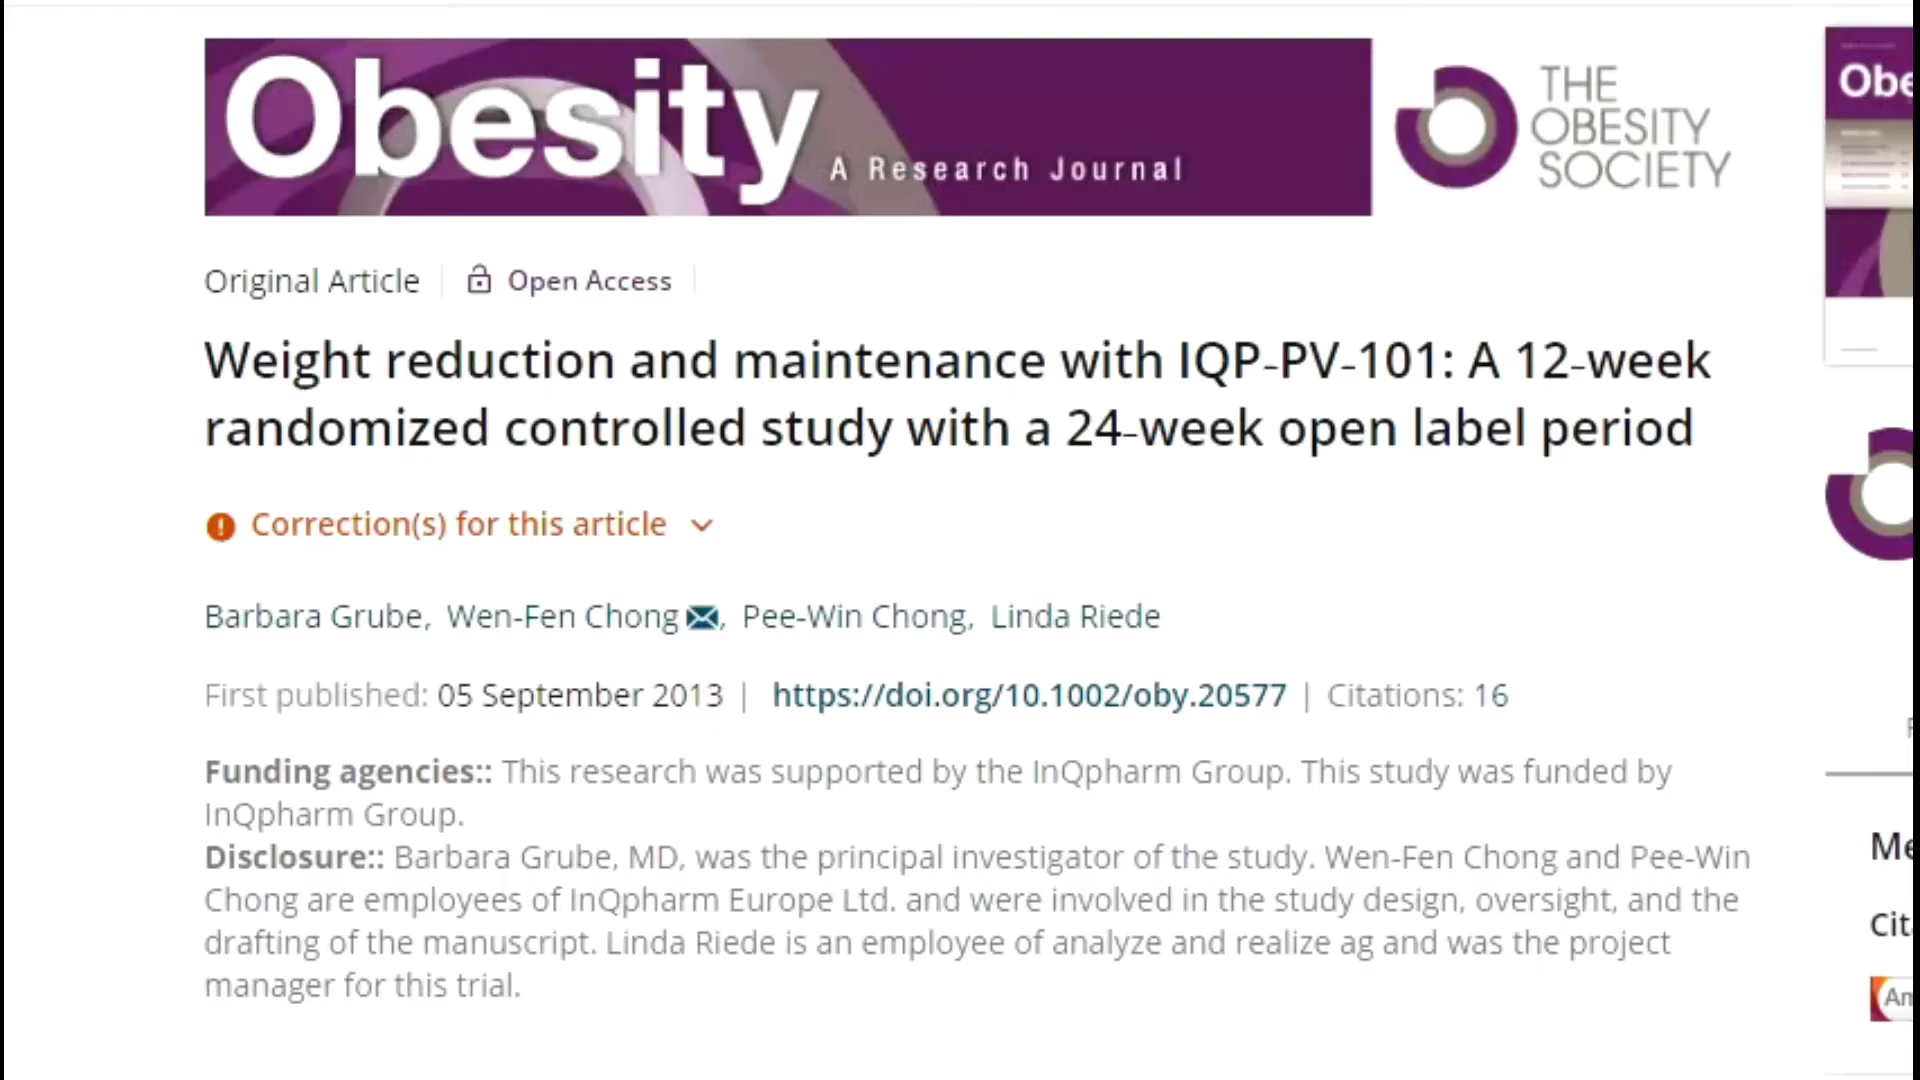 Obesity
A Research Journal
THE
OBESITY
SOCIETY
Obe
Original Article
Open Access
Weight reduction and maintenance with IQP-PV-101: A 12-week
randomized controlled study with a 24-week open label period
Correction(s) for this article
Barbara Grube, Wen-Fen Chong, Pee-Win Chong, Linda Riede
First published: 05 September 2013 | https://doi.org/10.1002/oby.20577 | Citations: 16
Funding agencies:: This research was supported by the InQpharm Group. This study was funded by
InQpharm Group.
Disclosure:: Barbara Grube, MD, was the principal investigator of the study. Wen-Fen Chong and Pee-Win
Chong are employees of InQpharm Europe Ltd. and were involved in the study design, oversight, and the
drafting of the manuscript. Linda Riede is an employee of analyze and realize ag and was the project
manager for this trial.
Me
Cit
Am